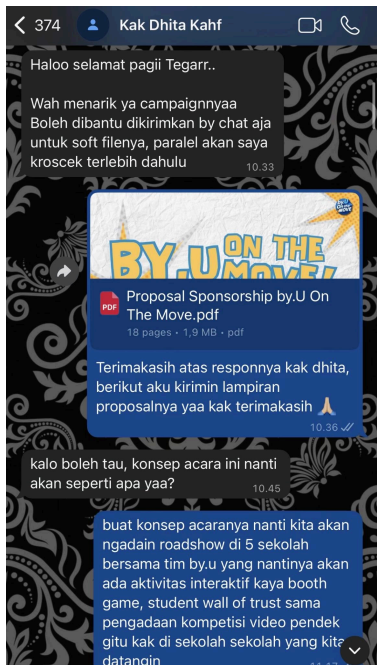 374
Kak Dhita Kahf
Haloo selamat pagii Tegarr..
Wah menarik ya campaignnyaa
Boleh dibantu dikirimkan by chat aja
untuk soft filenya, paralel akan saya
kroscek terlebih dahulu
10.33
by.U
ON THE
MOVE
BY.U ON THE
MOVE!
PDF
Proposal Sponsorship by.U On
The Move.pdf
18 pages • 1,9 MB • pdf
Terimakasih atas responnya kak dhita,
berikut aku kirimin lampiran
proposalnya yaa kak terimakasih 🙏🏼
10.36
kalo boleh tau, konsep acara ini nanti
akan seperti apa yaa?
10.45
buat konsep acaranya nanti kita akan
ngadain roadshow di 5 sekolah
bersama tim by.u yang nantinya akan
ada aktivitas interaktif kaya booth
game, student wall of trust sama
pengadaan kompetisi video pendek
gitu kak di sekolah sekolah yang kita
datangin